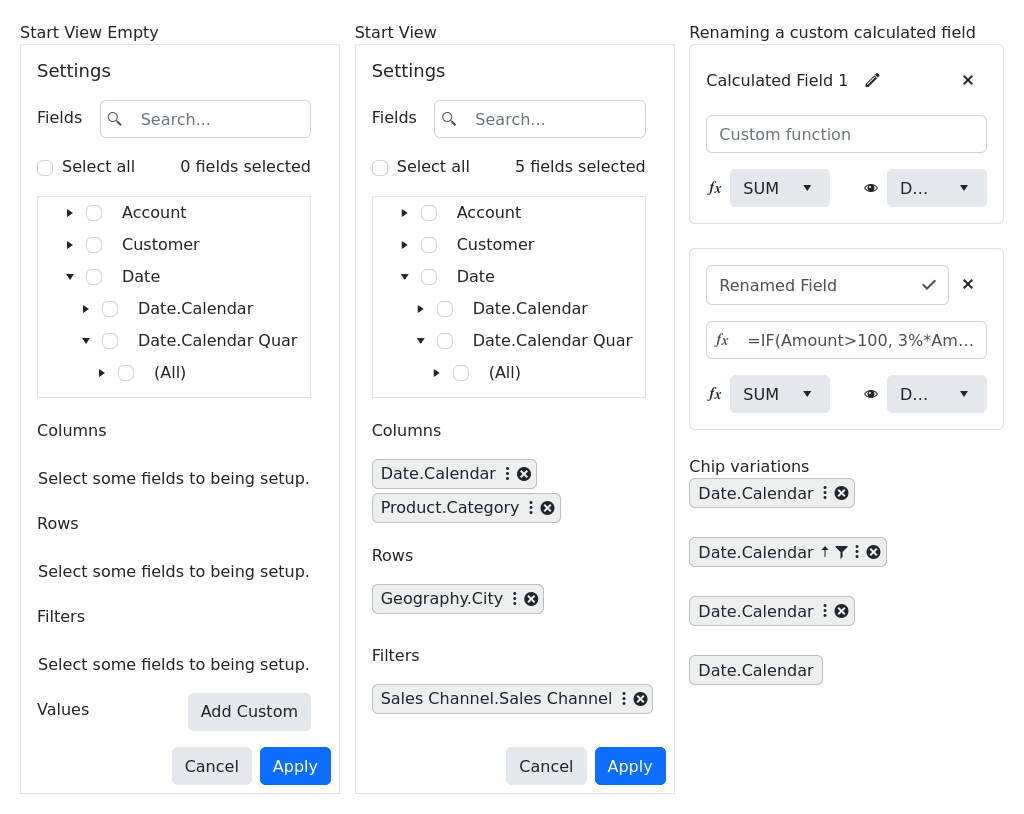 Start View Empty
Settings
Fields
Search...
Select all
0 fields selected
Account
Customer
Date
Date.Calendar
Date.Calendar Quar
(All)
Columns
Select some fields to being setup.
Rows
Select some fields to being setup.
Filters
Select some fields to being setup.
Values
Add Custom
Cancel
Apply
Start View
Settings
Fields
Search...
Select all
5 fields selected
Account
Customer
Date
Date.Calendar
Date.Calendar Quar
(All)
Columns
Date.Calendar
Product.Category
Rows
Geography.City
Filters
Sales Channel.Sales Channel
Cancel
Apply
Renaming a custom calculated field
Calculated Field 1
Custom function
fx SUM
D...
Renamed Field
fx =IF(Amount>100, 3%*Am...
fx SUM
D...
Chip variations
Date.Calendar
Date.Calendar
Date.Calendar
Date.Calendar